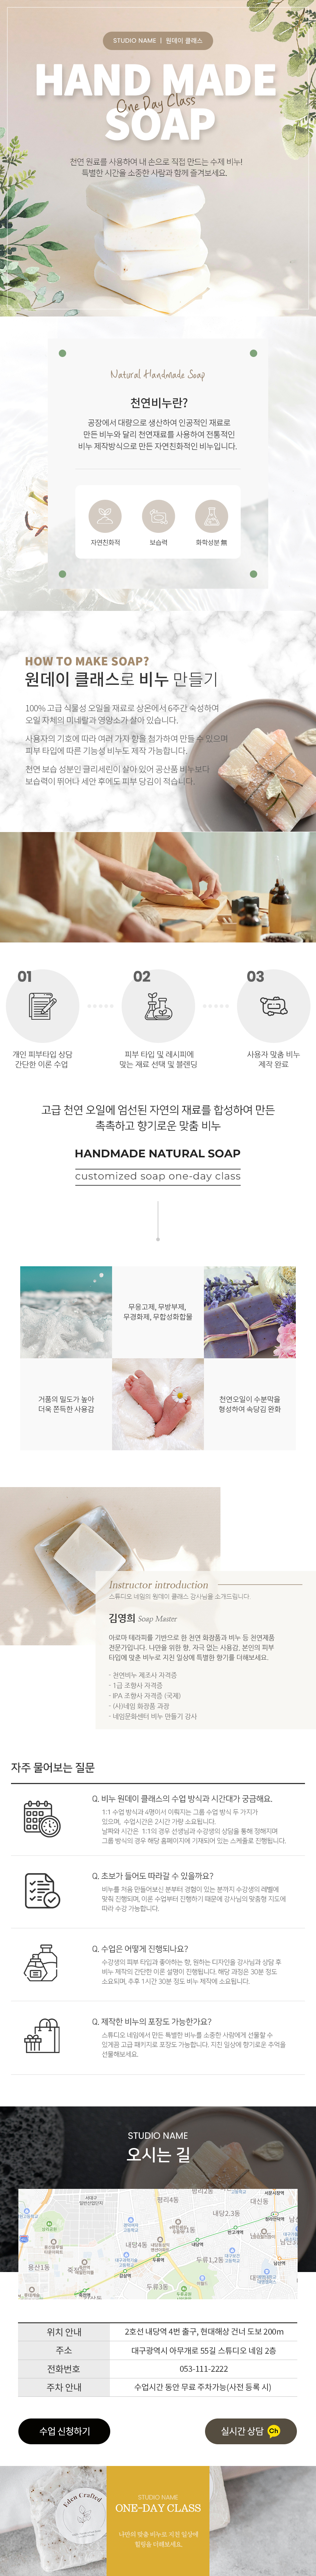 STUDIO NAME | 원데이 클래스
HAND MADE
One Day Class
SOAP
천연 원료를 사용하여 내 손으로 직접 만드는 수제 비누!
특별한 시간을 소중한 사람과 함께 즐겨보세요.
Natural Handmade Soap
천연비누란?
공장에서 대량으로 생산하여 인공적인 재료로
만든 비누와 달리 천연재료를 사용하여 전통적인
비누 제작방식으로 만든 자연친화적인 비누입니다.
자연친화적
보습력
화학성분 無
HOW TO MAKE SOAP?
원데이 클래스로 비누 만들기
100% 고급 식물성 오일을 재료로 상온에서 6주간 숙성하여
오일 자체의 미네랄과 영양소가 살아 있습니다.
사용자의 기호에 따라 여러 가지 향을 첨가하여 만들 수 있으며
피부 타입에 따른 기능성 비누도 제작 가능합니다.
천연 보습 성분인 글리세린이 살아 있어 공산품 비누보다
보습력이 뛰어나 세안 후에도 피부 당김이 적습니다.
01
02
03
개인 피부타입 상담
간단한 이론 수업
피부 타입 및 레시피에
맞는 재료 선택 및 블렌딩
사용자 맞춤 비누
제작 완료
고급 천연 오일에 엄선된 자연의 재료를 합성하여 만든
촉촉하고 향기로운 맞춤 비누
HANDMADE NATURAL SOAP
customized soap one-day class
무응고제, 무방부제,
무경화제, 무합성화합물
거품의 밀도가 높아
더욱 쫀득한 사용감
천연오일이 수분막을
형성하여 속당김 완화
Instructor introduction
스튜디오 네임의 원데이 클래스 강사님을 소개드립니다.
김영희 Soap Master
아로마 테라피를 기반으로 한 천연 화장품과 비누 등 천연제품
전문가입니다. 나만을 위한 향, 자극 없는 사용감, 본인의 피부
타입에 맞춘 비누로 지친 일상에 특별한 향기를 더해보세요.
· 천연비누 제조사 자격증
· 1급 조향사 자격증
· IPA 조향사 자격증 (국제)
· (사)네임 화장품 과장
· 네임문화센터 비누 만들기 강사
자주 물어보는 질문
Q. 비누 원데이 클래스의 수업 방식과 시간대가 궁금해요.
1:1 수업 방식과 4명이서 이뤄지는 그룹 수업 방식 두 가지가
있으며, 수업시간은 2시간 가량 소요됩니다.
날짜와 시간은 1:1의 경우 선생님과 수강생의 상담을 통해 정해지며
그룹 방식의 경우 해당 홈페이지에 기재되어 있는 스케줄로 진행됩니다.
Q. 초보가 들어도 따라갈 수 있을까요?
비누를 처음 만들어보신 분부터 경험이 있는 분까지 수강생의 레벨에
맞춰 진행되며, 이론 수업부터 진행하기 때문에 강사님의 맞춤형 지도에
따라 수강 가능합니다.
Q. 수업은 어떻게 진행되나요?
수강생의 피부 타입과 좋아하는 향, 원하는 디자인을 강사님과 상담 후
비누 제작의 간단한 이론 설명이 진행됩니다. 해당 과정은 30분 정도
소요되며, 추후 1시간 30분 정도 비누 제작에 소요됩니다.
Q. 제작한 비누의 포장도 가능한가요?
스튜디오 네임에서 만든 특별한 비누를 소중한 사람에게 선물할 수
있게끔 고급 패키지로 포장도 가능합니다. 지친 일상에 향기로운 추억을
선물해보세요.
STUDIO NAME
오시는 길
평리4동
대신동
내당2.3동
내당4동
두류1,2동
용산1동
두류3동
위치 안내
2호선 내당역 4번 출구, 현대해상 건너 도보 200m
주소
대구광역시 아무개로 55길 스튜디오 네임 2층
전화번호
053-111-2222
주차 안내
수업시간 동안 무료 주차가능(사전 등록 시)
수업 신청하기
실시간 상담
Ch
Eden Crafted
STUDIO NAME
ONE-DAY CLASS
나만의 맞춤 비누로 지친 일상에
힐링을 더해보세요.